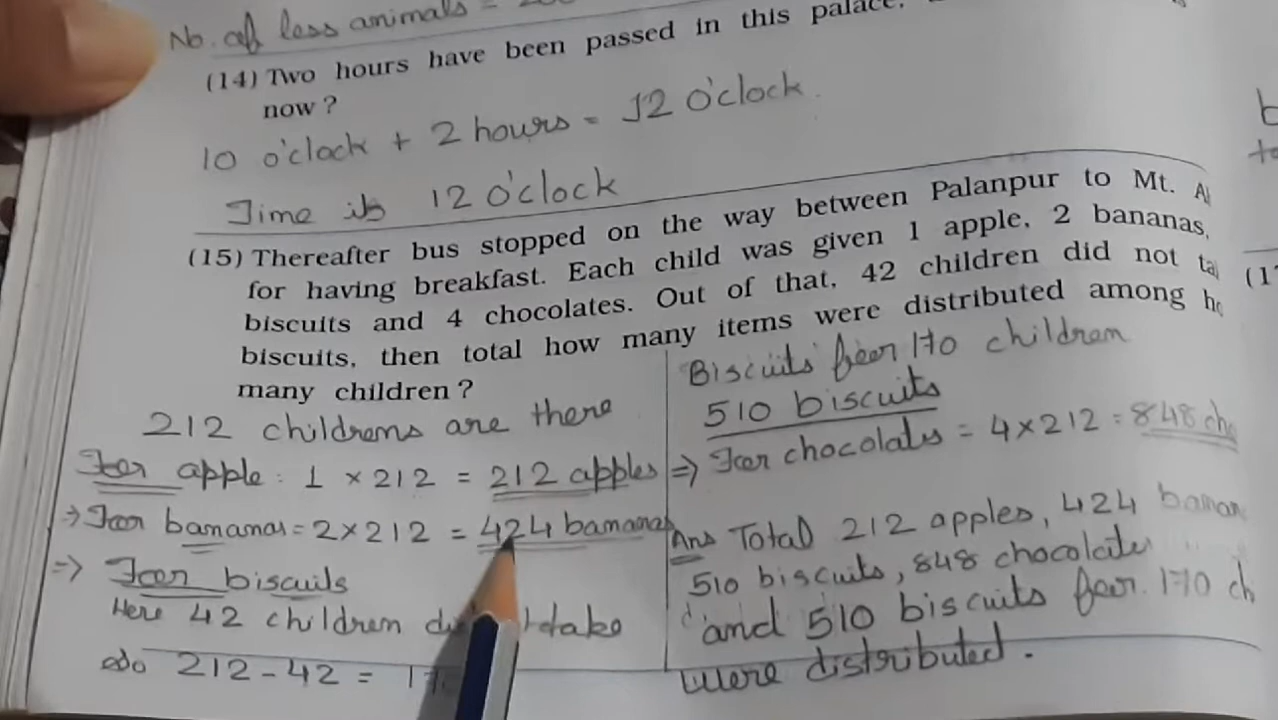 No. of less animals =
(14) Two hours have been passed in this palace,
now ?
10 o'clock + 2 hours = 12 o'clock.
Time is 12 o'clock
(15) Thereafter bus stopped on the way between Palanpur to Mt.
for having breakfast. Each child was given 1 apple, 2 bananas,
biscuits and 4 chocolates. Out of that, 42 children did not
biscuits, then total how many items were distributed among
many children ?
212 childrens are there
For apple : 1 × 212 = 212 apples
⇒ For bananas = 2 × 212 = 424 bananas
⇒ For biscuits
Here 42 children take
so 212 - 42 =
Biscuits for 170 children
510 biscuits
⇒ For chocolates = 4 × 212 = 848
Ans Total 212 apples, 424
510 biscuits, 848 chocolates
and 510 biscuits for 170
were distributed.